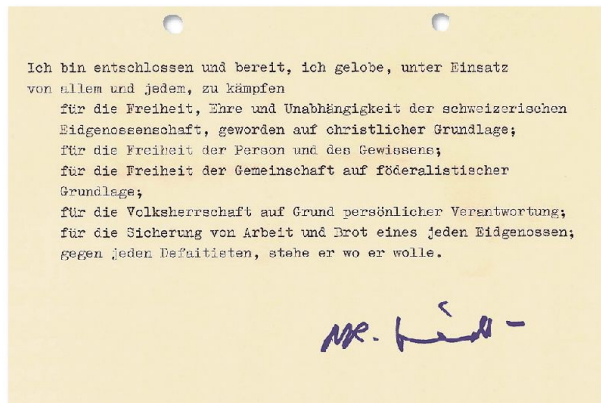 Ich bin entschlossen und bereit, ich gelobe, unter Einsatz
von allem und jedem, zu kämpfen
für die Freiheit, Ehre und Unabhängigkeit der schweizerischen
Eidgenossenschaft, geworden auf christlicher Grundlage;
für die Freiheit der Person und des Gewissens;
für die Freiheit der Gemeinschaft auf föderalistischer
Grundlage;
für die Volksherrschaft auf Grund persönlicher Verantwortung;
für die Sicherung von Arbeit und Brot eines jeden Eidgenossen;
gegen jeden Defaitisten, stehe er wo er wolle.